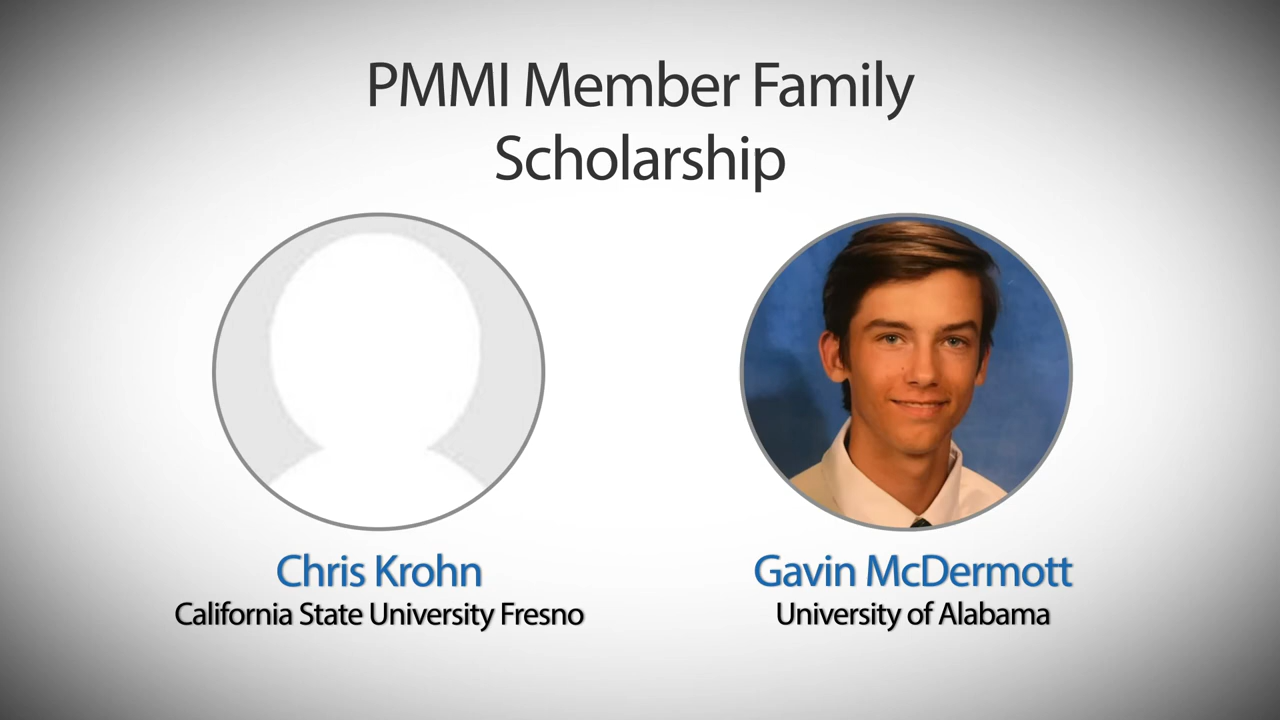 PMMI Member Family
Scholarship
Chris Krohn
California State University Fresno
Gavin McDermott
University of Alabama